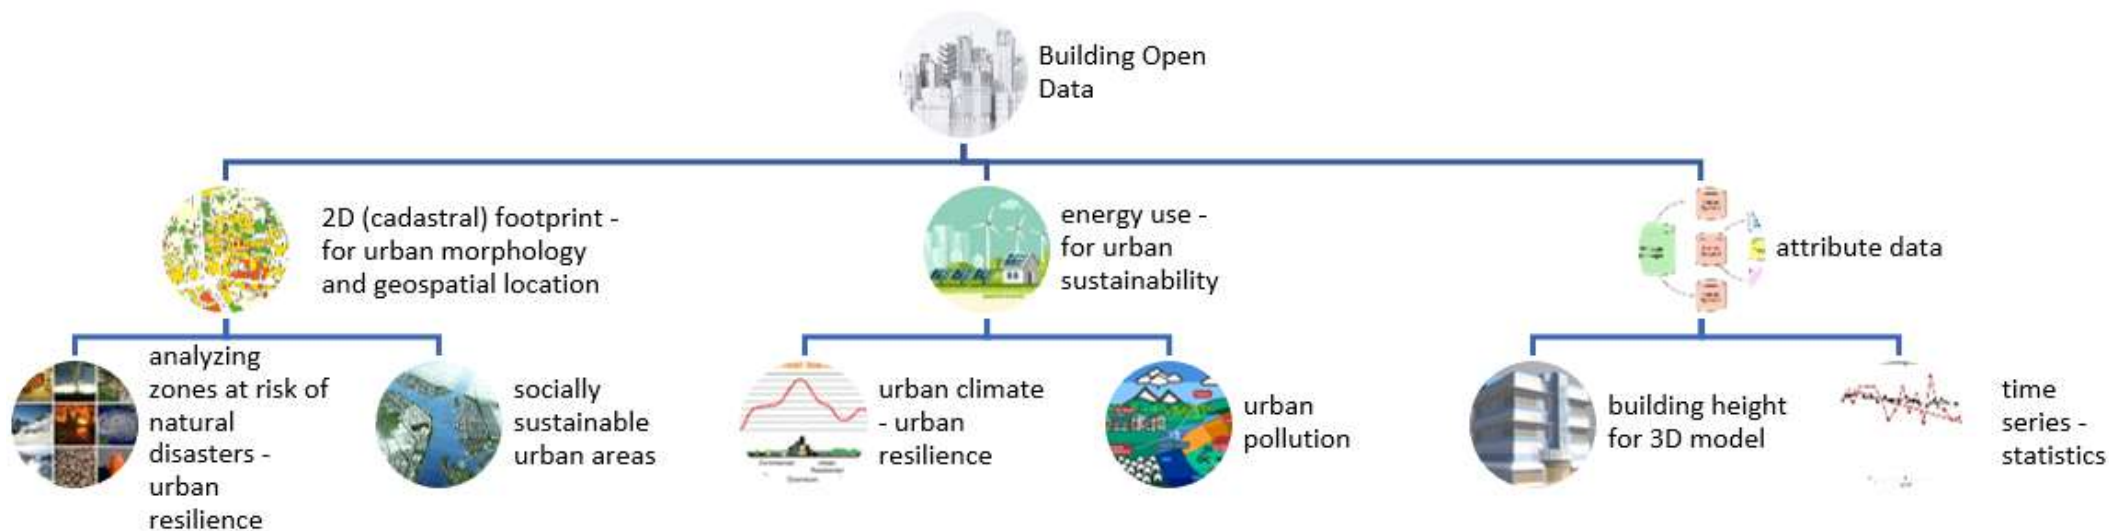 Building Open
Data
2D (cadastral) footprint -
for urban morphology
and geospatial location
energy use -
for urban
sustainability
attribute data
analyzing
zones at risk of
natural
disasters -
urban
resilience
socially
sustainable
urban areas
urban climate
- urban
resilience
urban
pollution
building height
for 3D model
time
series -
statistics